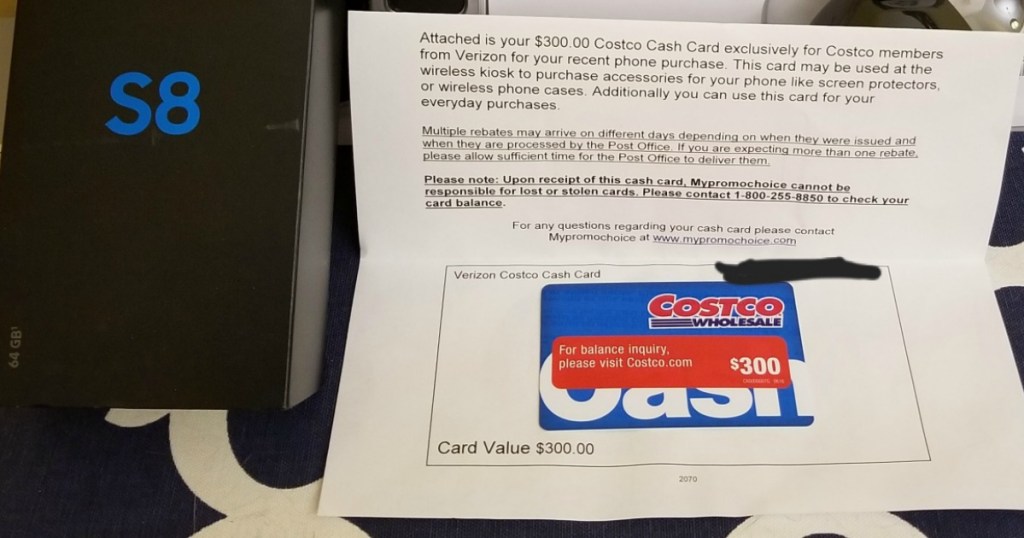 S8
64 GB¹
Attached is your $300.00 Costco Cash Card exclusively for Costco members
from Verizon for your recent phone purchase. This card may be used at the
wireless kiosk to purchase accessories for your phone like screen protectors,
or wireless phone cases. Additionally you can use this card for your
everyday purchases.
Multiple rebates may arrive on different days depending on when they were issued and
when they are processed by the Post Office. If you are expecting more than one rebate,
please allow sufficient time for the Post Office to deliver them.
Please note: Upon receipt of this cash card, Mypromochoice cannot be
responsible for lost or stolen cards. Please contact 1-800-255-8850 to check your
card balance.
For any questions regarding your cash card please contact
Mypromochoice at www.mypromochoice.com
Verizon Costco Cash Card
COSTCO
WHOLESALE
For balance inquiry,
please visit Costco.com
$300
Cash
Card Value $300.00
2070